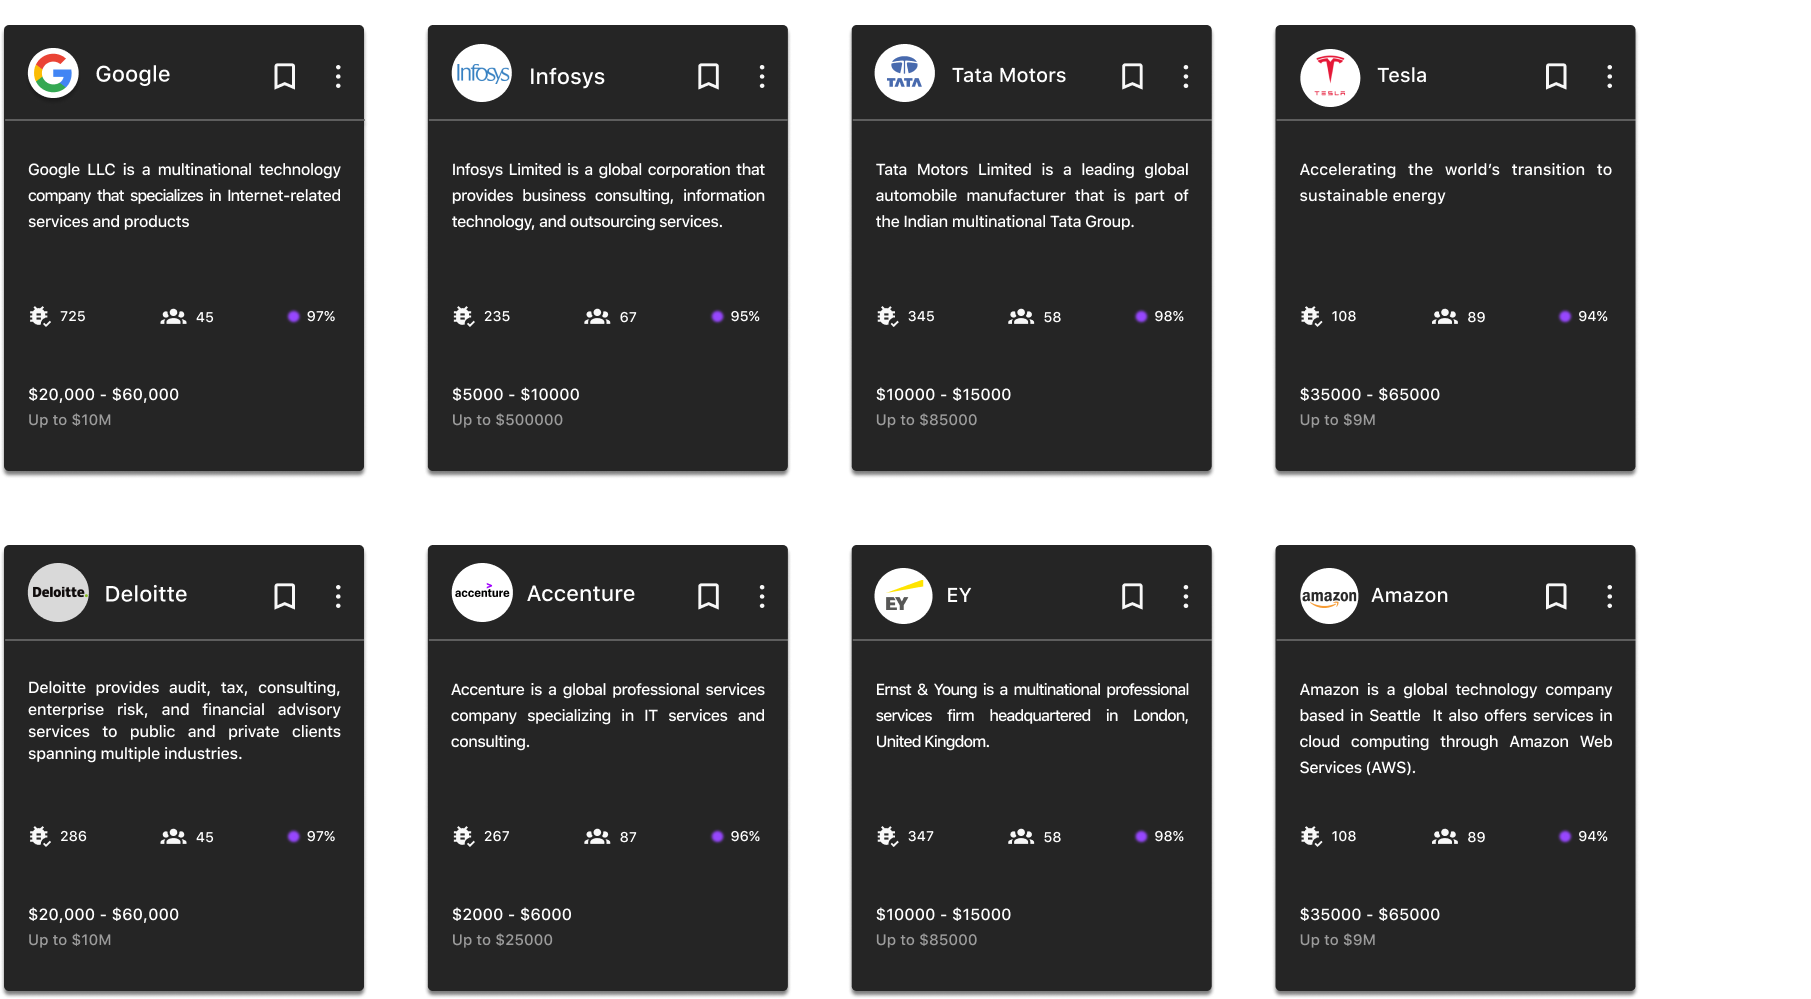 Google
Google LLC is a multinational technology
company that specializes in Internet-related
services and products
725
45
97%
$20,000 - $60,000
Up to $10M
Infosys
Infosys
Infosys Limited is a global corporation that
provides business consulting, information
technology, and outsourcing services.
235
67
95%
$5000 - $10000
Up to $500000
TATA
Tata Motors
Tata Motors Limited is a leading global
automobile manufacturer that is part of
the Indian multinational Tata Group.
345
58
98%
$10000 - $15000
Up to $85000
TESLA
Tesla
Accelerating the world’s transition to
sustainable energy
108
89
94%
$35000 - $65000
Up to $9M
Deloitte.
Deloitte
Deloitte provides audit, tax, consulting,
enterprise risk, and financial advisory
services to public and private clients
spanning multiple industries.
286
45
97%
$20,000 - $60,000
Up to $10M
accenture
Accenture
Accenture is a global professional services
company specializing in IT services and
consulting.
267
87
96%
$2000 - $6000
Up to $25000
EY
EY
Ernst & Young is a multinational professional
services firm headquartered in London,
United Kingdom.
347
58
98%
$10000 - $15000
Up to $85000
amazon
Amazon
Amazon is a global technology company
based in Seattle  It also offers services in
cloud computing through Amazon Web
Services (AWS).
108
89
94%
$35000 - $65000
Up to $9M